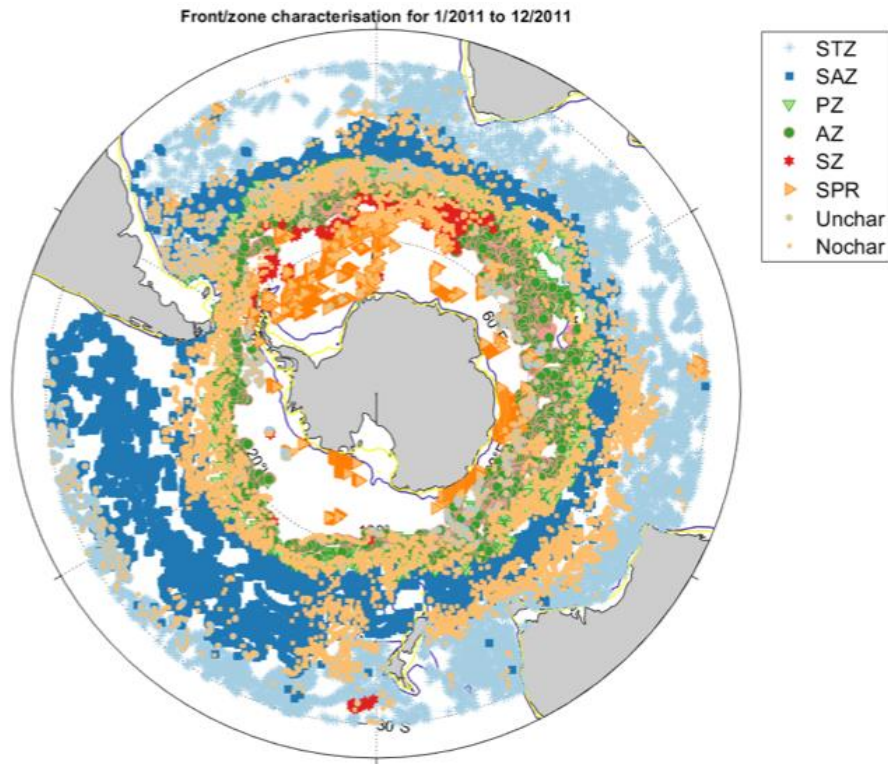 Front/zone characterisation for 1/2011 to 12/2011
STZ
SAZ
PZ
AZ
SZ
SPR
Unchar
Nochar
60°E
30°S